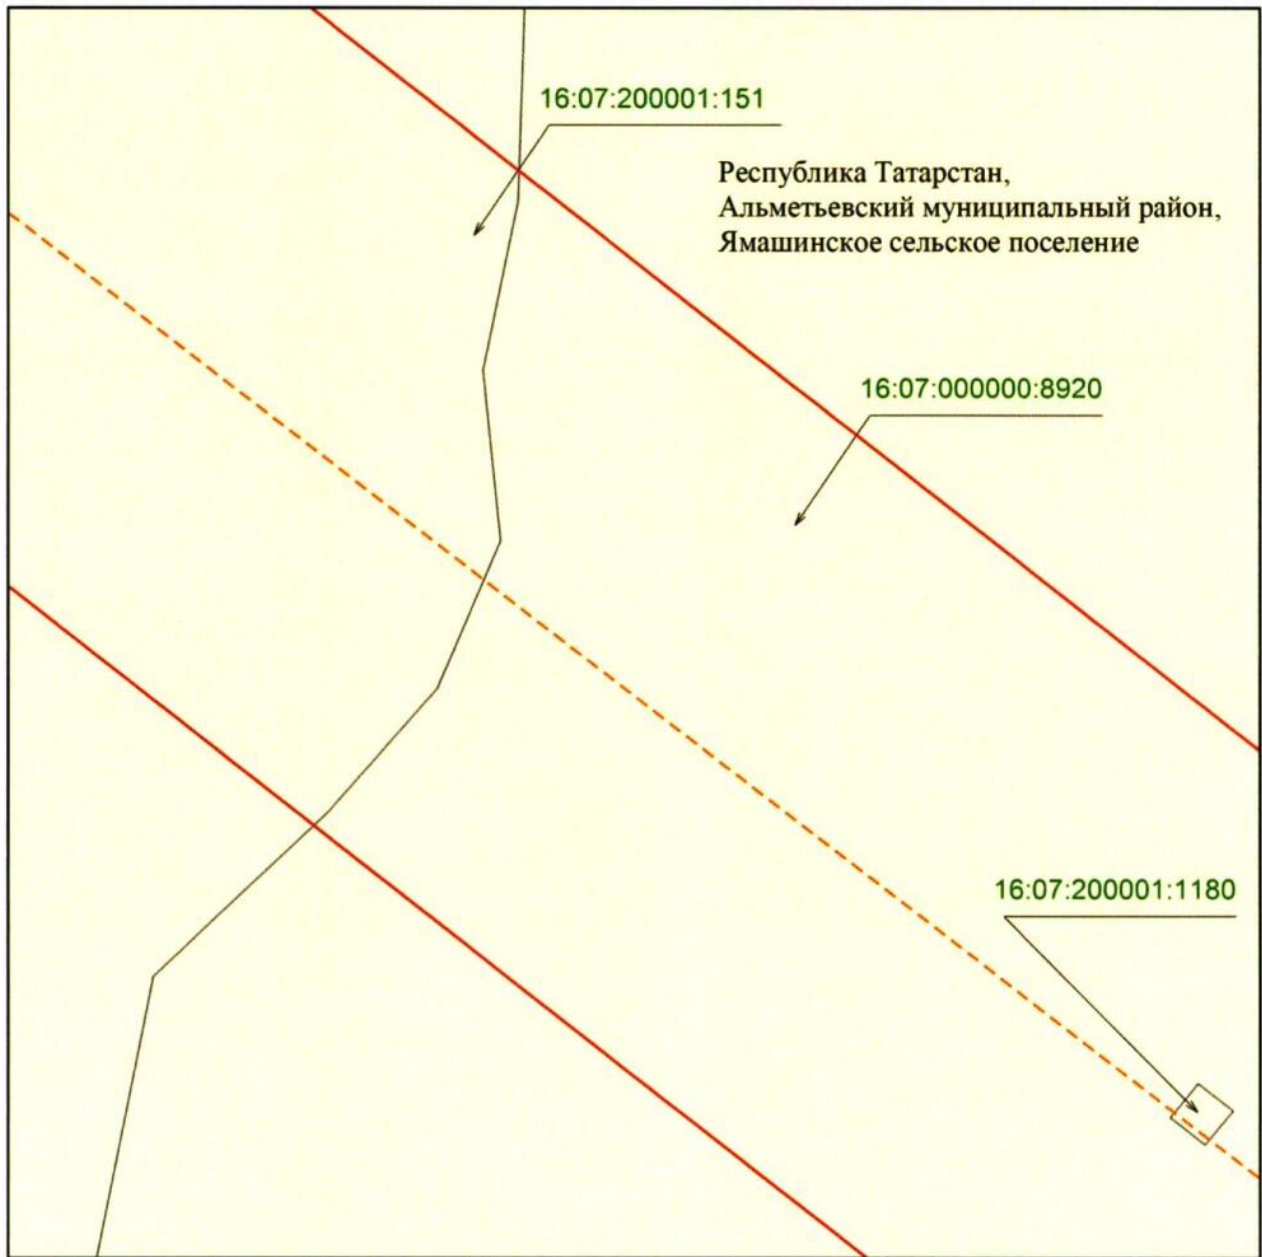 16:07:200001:151
Республика Татарстан,
Альметьевский муниципальный район,
Ямашинское сельское поселение
16:07:000000:8920
16:07:200001:1180